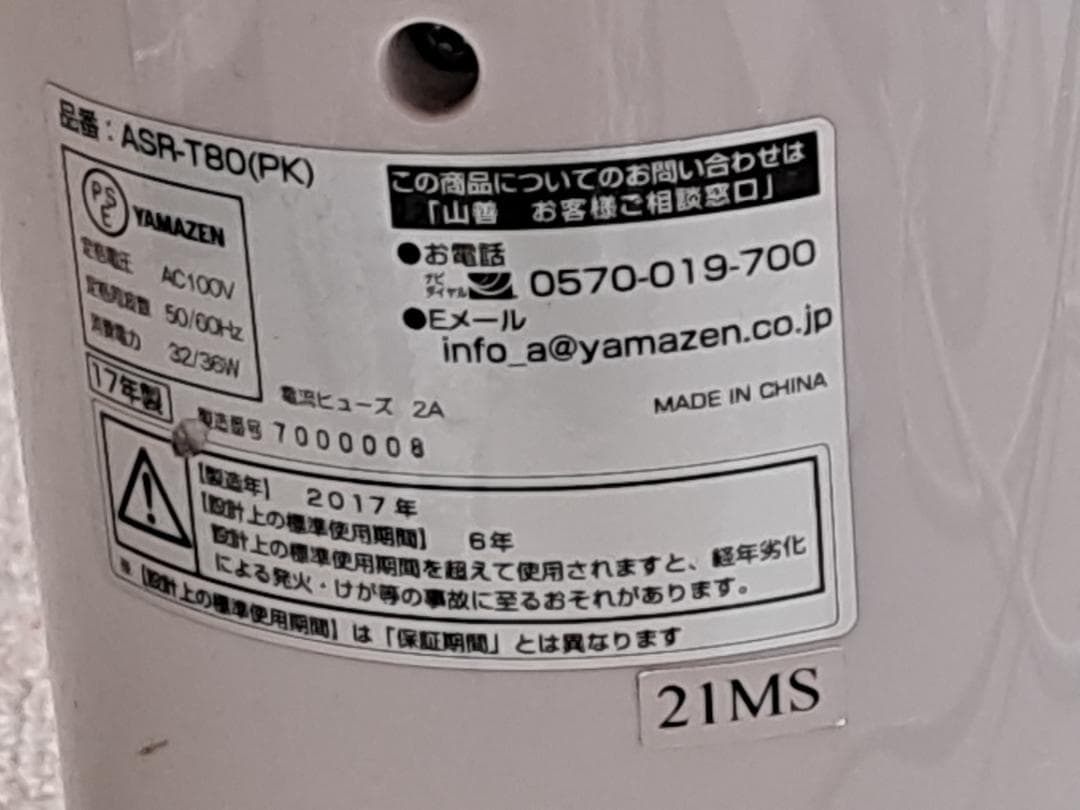 品番：ASR-T80(PK)
PSE YAMAZEN
定格電圧 AC100V
定格周波数 50/60Hz
消費電力 32/36W
この商品についてのお問い合わせは
「山善 お客様ご相談窓口」
●お電話
ナビダイヤル 0570-019-700
●Eメール
info_a@yamazen.co.jp
17年製
電流ヒューズ 2A
MADE IN CHINA
製造番号 7000008
【製造年】 2017年
【設計上の標準使用期間】 6年
設計上の標準使用期間を超えて使用されますと、経年劣化
による発火・けが等の事故に至るおそれがあります。
※【設計上の標準使用期間】は「保証期間」とは異なります
21MS